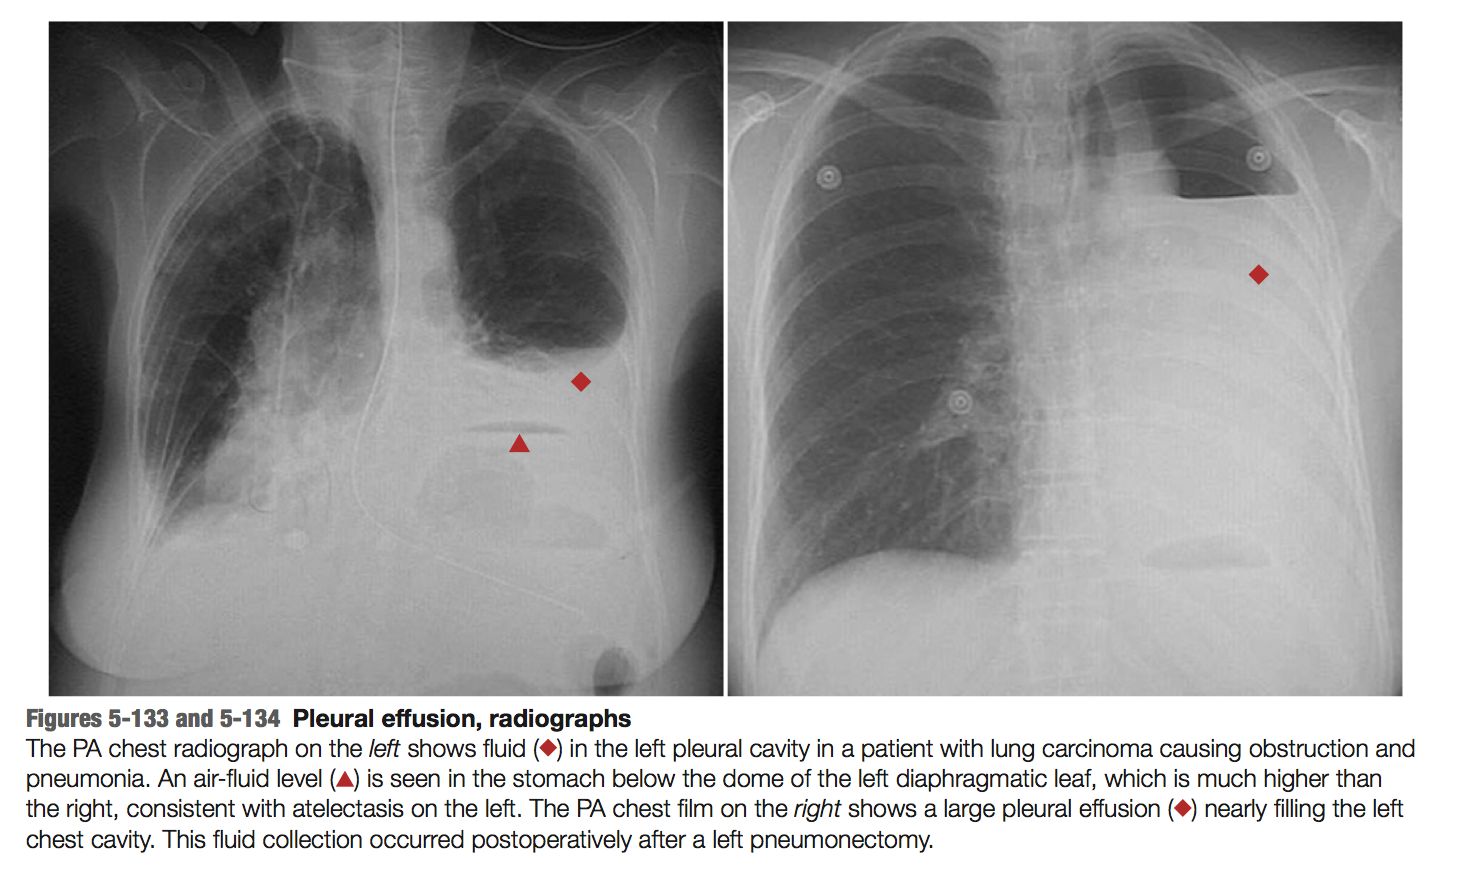 Figures 5-133 and 5-134 Pleural effusion, radiographs
The PA chest radiograph on the left shows fluid (◆) in the left pleural cavity in a patient with lung carcinoma causing obstruction and
pneumonia. An air-fluid level (▲) is seen in the stomach below the dome of the left diaphragmatic leaf, which is much higher than
the right, consistent with atelectasis on the left. The PA chest film on the right shows a large pleural effusion (◆) nearly filling the left
chest cavity. This fluid collection occurred postoperatively after a left pneumonectomy.